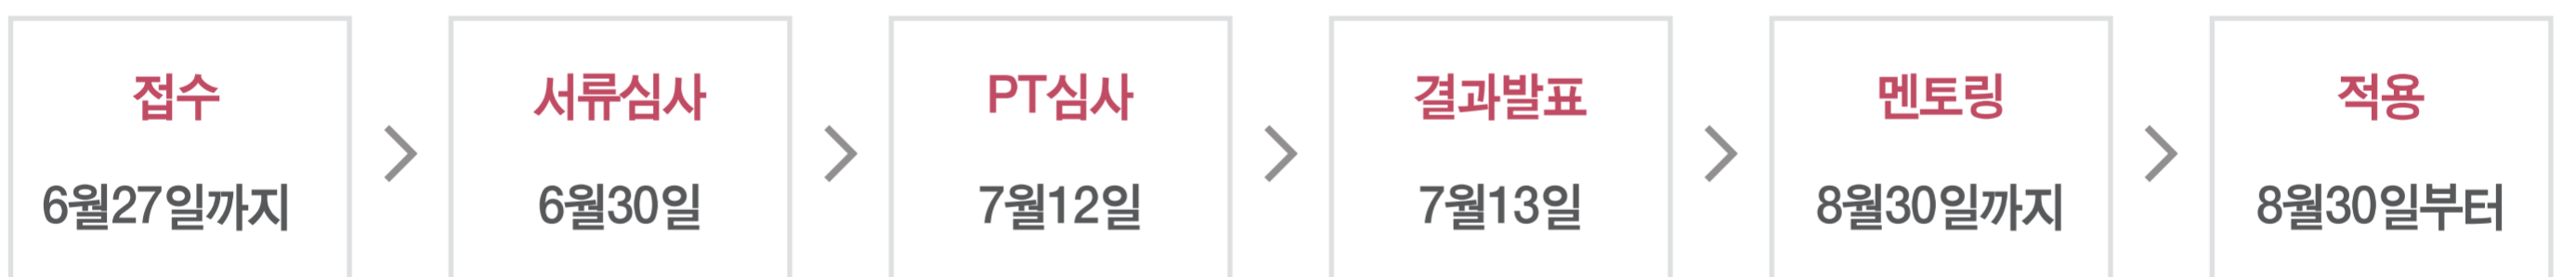 접수
6월27일까지
서류심사
6월30일
PT심사
7월12일
결과발표
7월13일
멘토링
8월30일까지
적용
8월30일부터